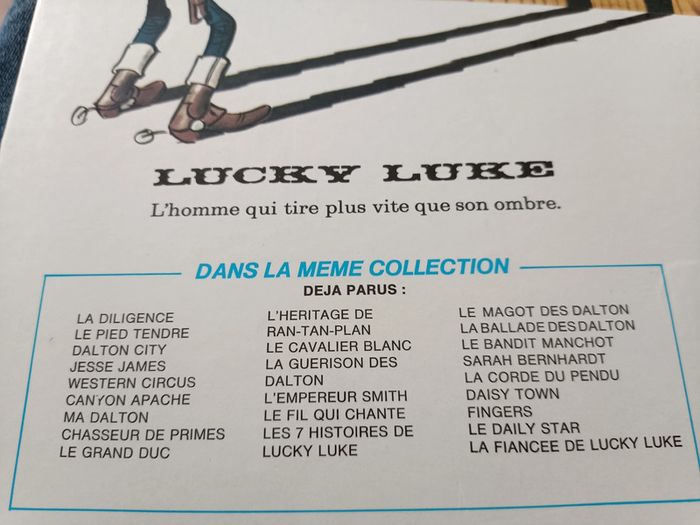 LUCKY LUKE
L'homme qui tire plus vite que son ombre.
DANS LA MEME COLLECTION
DEJA PARUS :
LA DILIGENCE
LE PIED TENDRE
DALTON CITY
JESSE JAMES
WESTERN CIRCUS
CANYON APACHE
MA DALTON
CHASSEUR DE PRIMES
LE GRAND DUC
L'HERITAGE DE
RAN-TAN-PLAN
LE CAVALIER BLANC
LA GUERISON DES
DALTON
L'EMPEREUR SMITH
LE FIL QUI CHANTE
LES 7 HISTOIRES DE
LUCKY LUKE
LE MAGOT DES DALTON
LA BALLADE DES DALTON
LE BANDIT MANCHOT
SARAH BERNHARDT
LA CORDE DU PENDU
DAISY TOWN
FINGERS
LE DAILY STAR
LA FIANCEE DE LUCKY LUKE